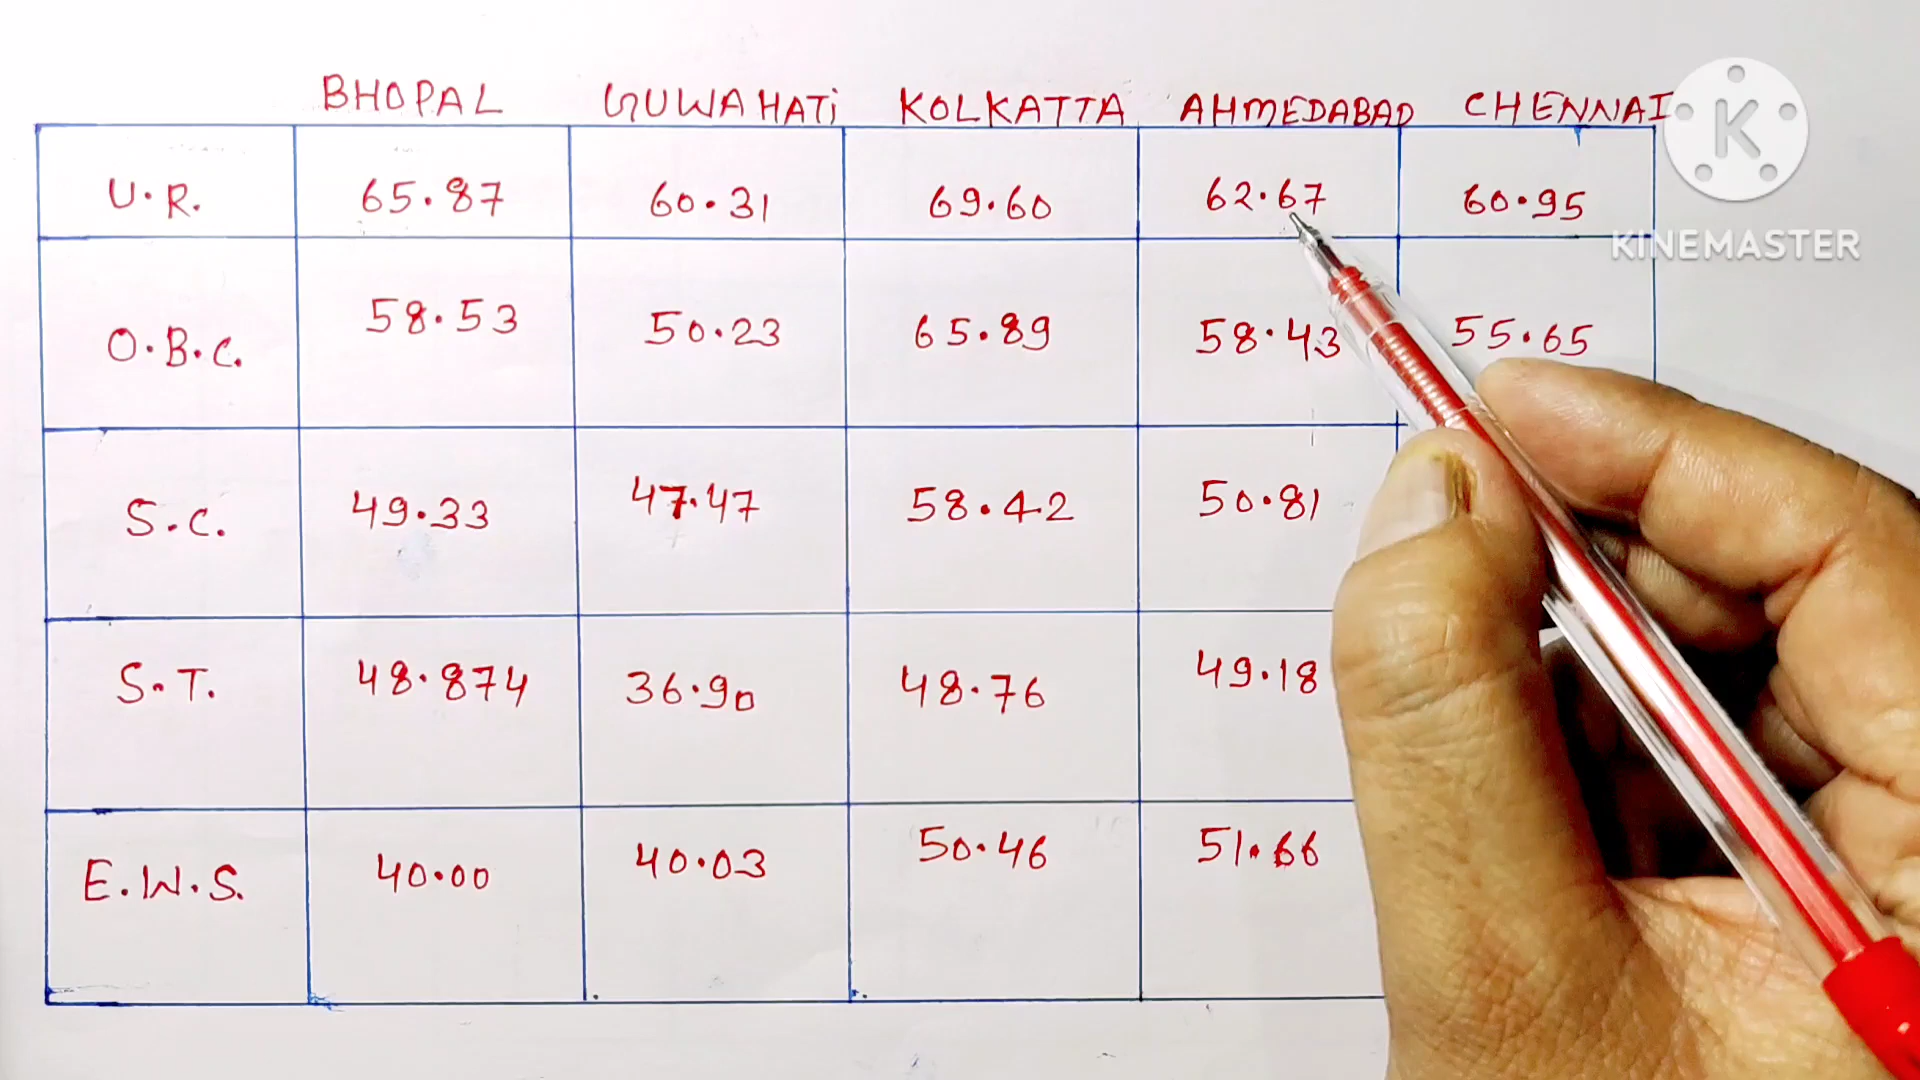 BHOPAL GUWAHATi KOLKATTA AHMEDABAD CHENNAI
U.R. 65.87 60.31 69.60 62.67 60.95
O.B.C. 58.53 50.23 65.89 58.43 55.65
S.C. 49.33 47.47 58.42 50.81
S.T. 48.874 36.90 48.76 49.18
E.W.S. 40.00 40.03 50.46 51.66
K
KINEMASTER